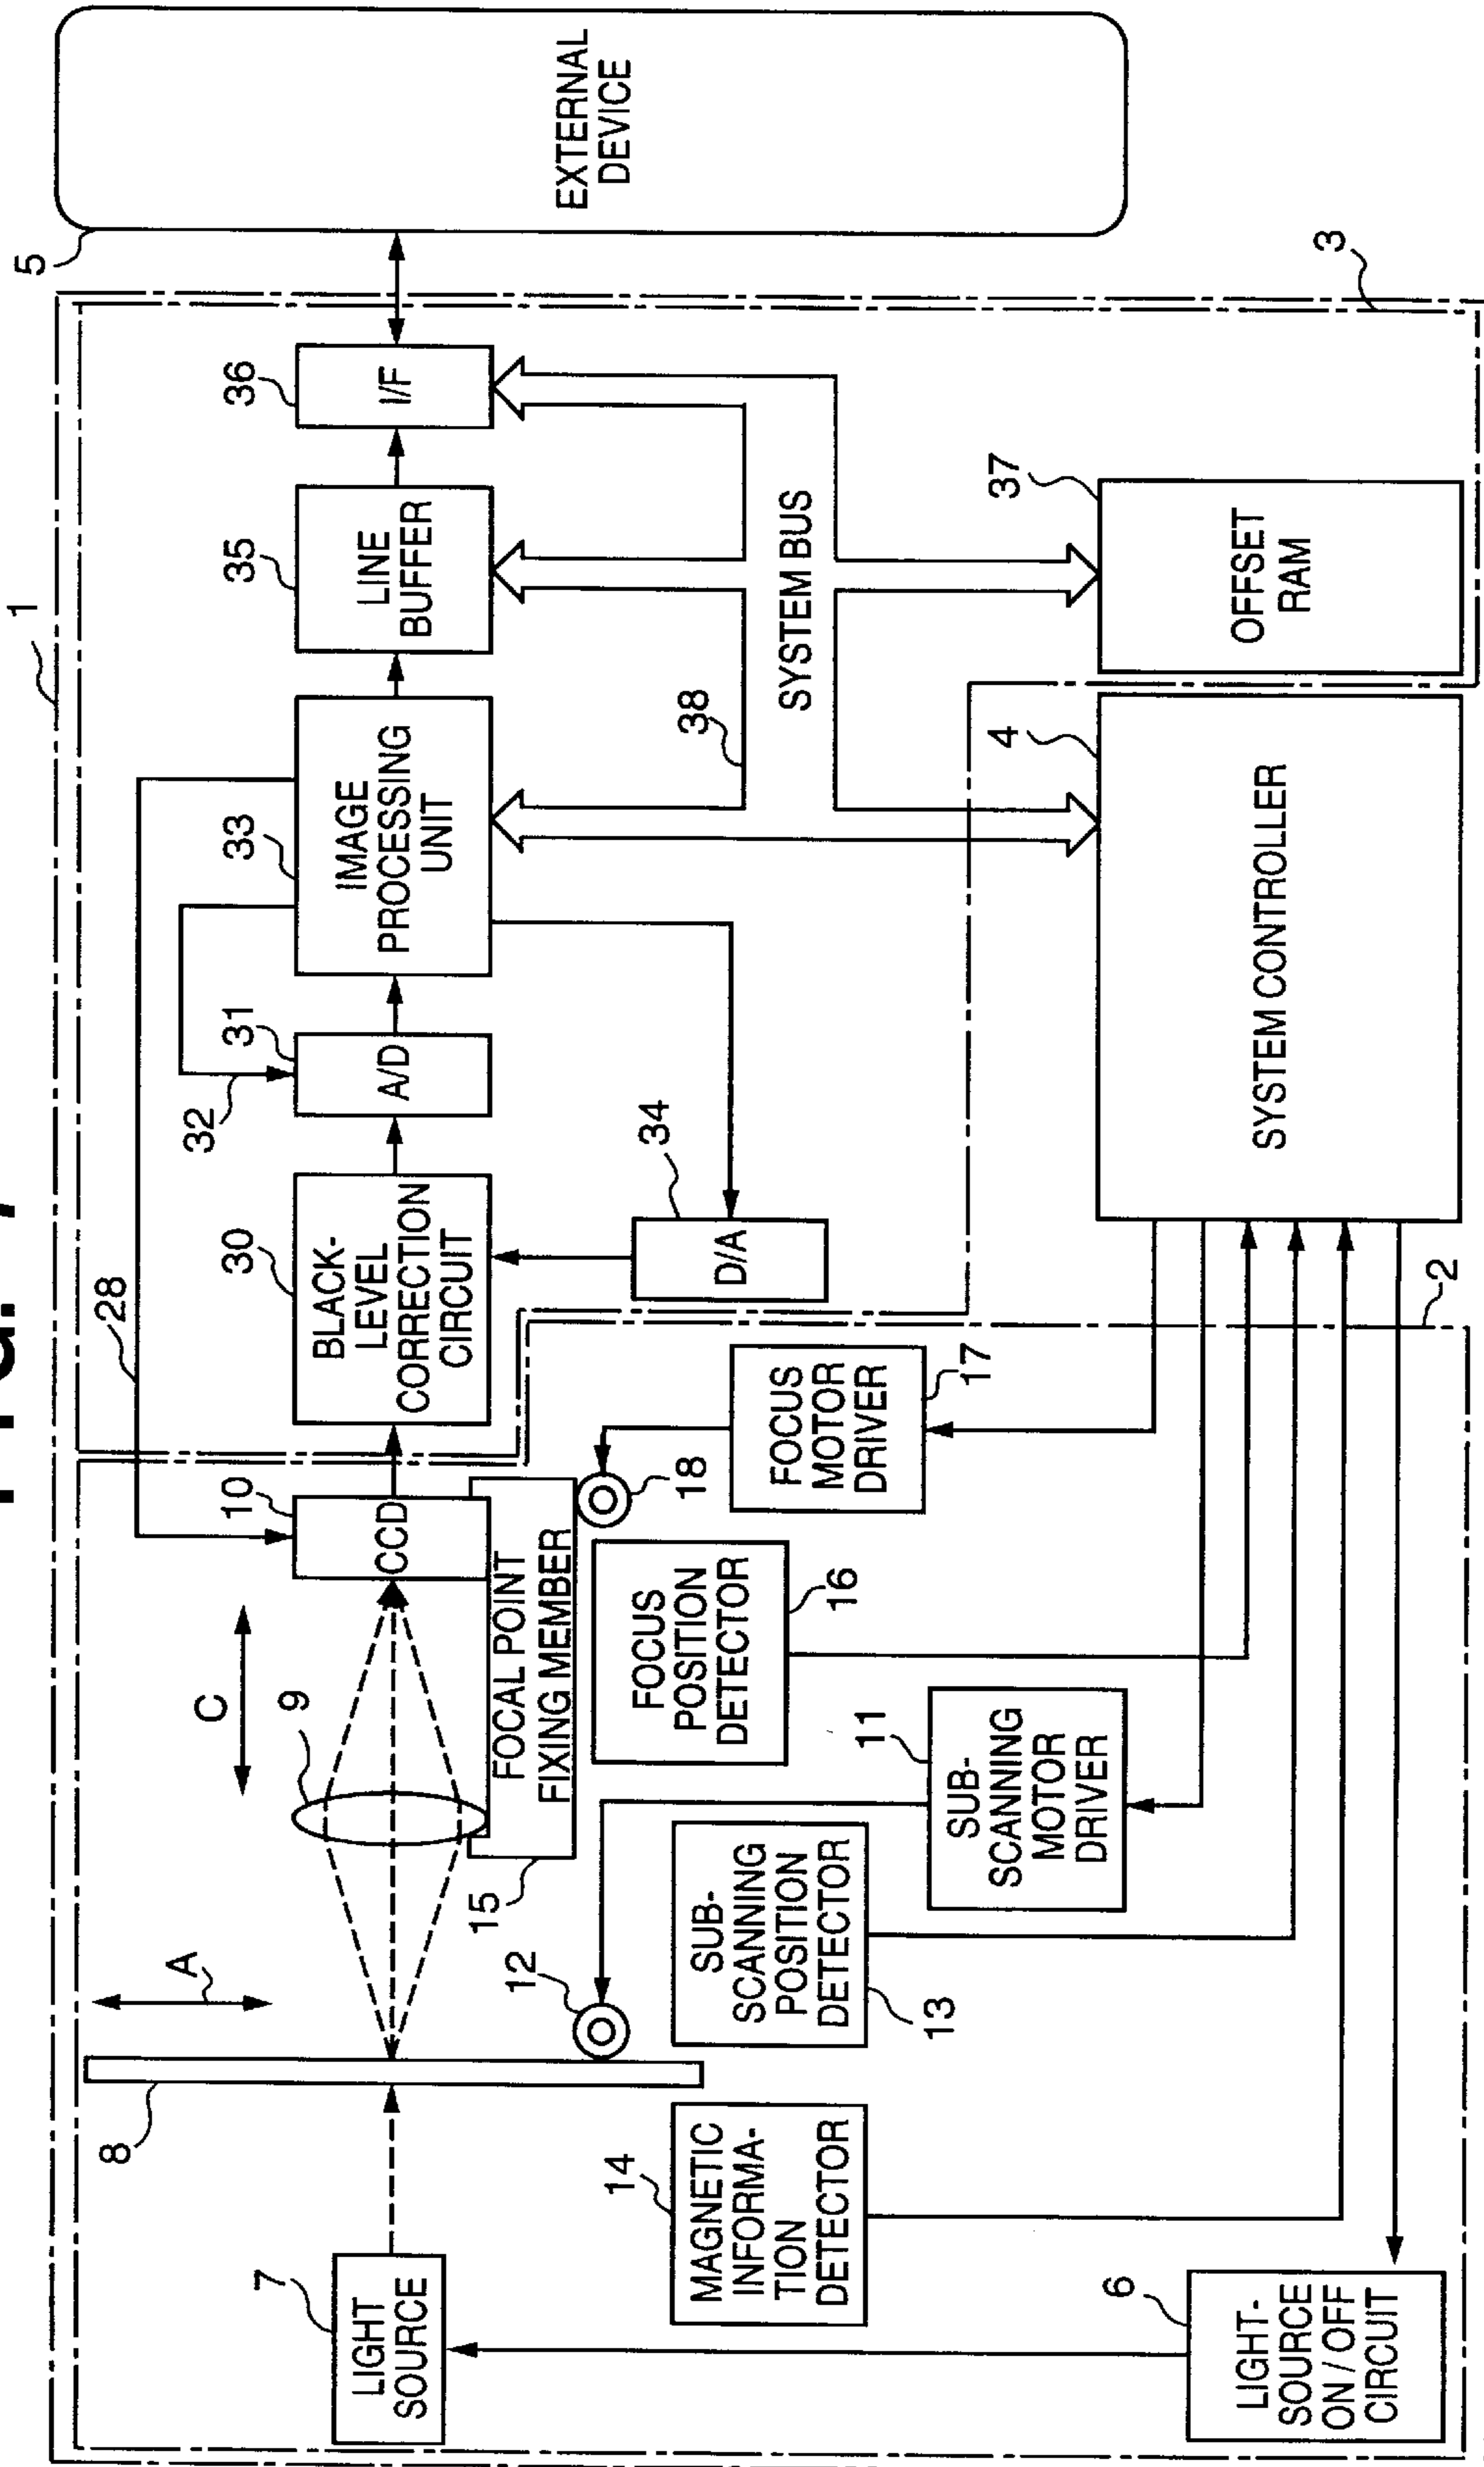 1
28
10
CCD
30
BLACK-
LEVEL
CORRECTION
CIRCUIT
32
31
A/D
33
IMAGE
PROCESSING
UNIT
35
LINE
BUFFER
36
I/F
5
EXTERNAL
DEVICE
34
D/A
38
SYSTEM BUS
37
OFFSET
RAM
3
4
SYSTEM CONTROLLER
A
C
8
9
7
LIGHT
SOURCE
12
15
FOCAL POINT
FIXING MEMBER
18
14
MAGNETIC
INFORMA-
TION
DETECTOR
SUB-
SCANNING
POSITION
DETECTOR
13
11
SUB-
SCANNING
MOTOR
DRIVER
FOCUS
POSITION
DETECTOR
16
FOCUS
MOTOR
DRIVER
17
6
LIGHT-
SOURCE
ON / OFF
CIRCUIT
2